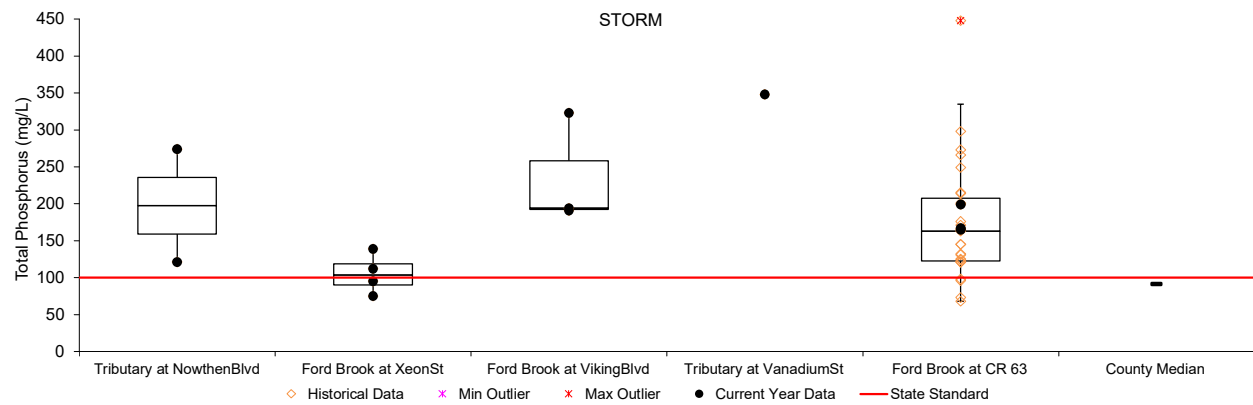 STORM
Total Phosphorus (mg/L)
450
400
350
300
250
200
150
100
50
0
Tributary at NowthenBlvd Ford Brook at XeonSt Ford Brook at VikingBlvd Tributary at VanadiumSt Ford Brook at CR 63 County Median
Historical Data Min Outlier Max Outlier Current Year Data State Standard